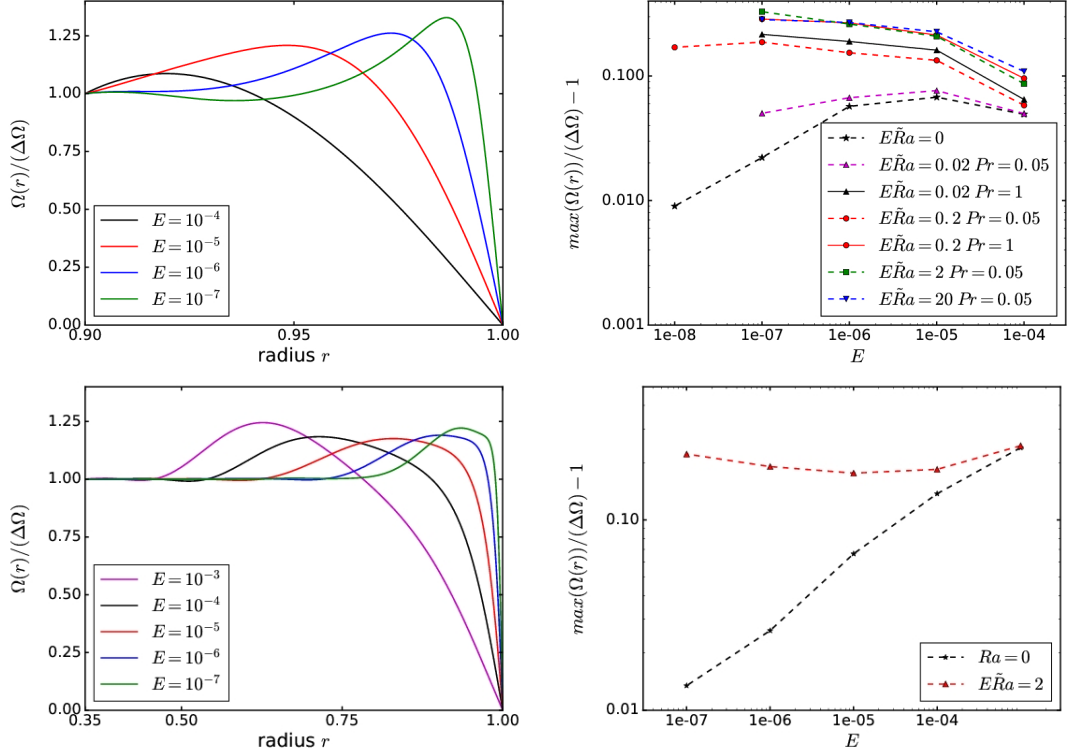 Ω(r)/(ΔΩ)
1.25
1.00
0.75
0.50
0.25
0.00
E=10⁻⁴
E=10⁻⁵
E=10⁻⁶
E=10⁻⁷
0.90
0.95
1.00
radius r
max(Ω(r))/(ΔΩ)−1
0.100
0.010
0.001
ER̃a=0
ER̃a=0.02 Pr=0.05
ER̃a=0.02 Pr=1
ER̃a=0.2 Pr=0.05
ER̃a=0.2 Pr=1
ER̃a=2 Pr=0.05
ER̃a=20 Pr=0.05
1e-08
1e-07
1e-06
1e-05
1e-04
E
Ω(r)/(ΔΩ)
1.25
1.00
0.75
0.50
0.25
0.00
E=10⁻³
E=10⁻⁴
E=10⁻⁵
E=10⁻⁶
E=10⁻⁷
0.35
0.50
0.75
1.00
radius r
max(Ω(r))/(ΔΩ)−1
0.10
0.01
Ra=0
ER̃a=2
1e-07
1e-06
1e-05
1e-04
E